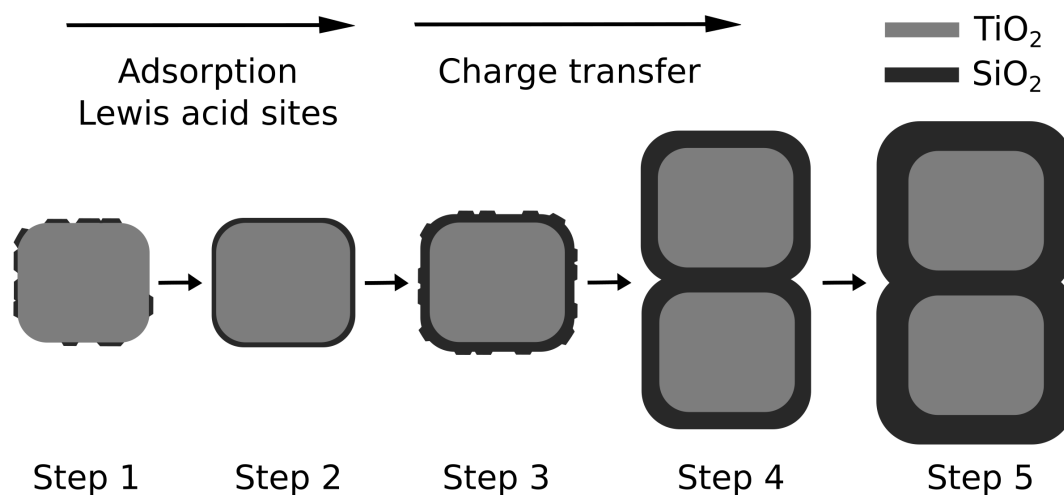 Adsorption
Lewis acid sites
Charge transfer
TiO₂
SiO₂
Step 1
Step 2
Step 3
Step 4
Step 5